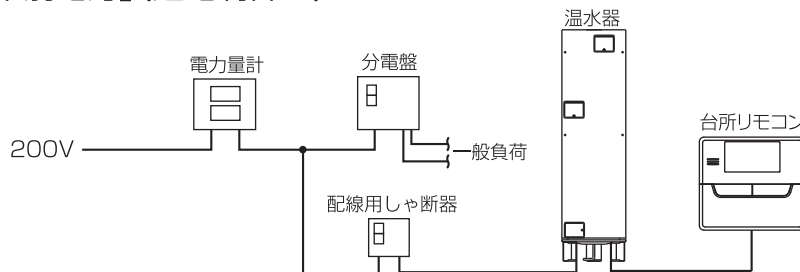 温水器
電力量計
分電盤
台所リモコン
200V
一般負荷
配線用しゃ断器